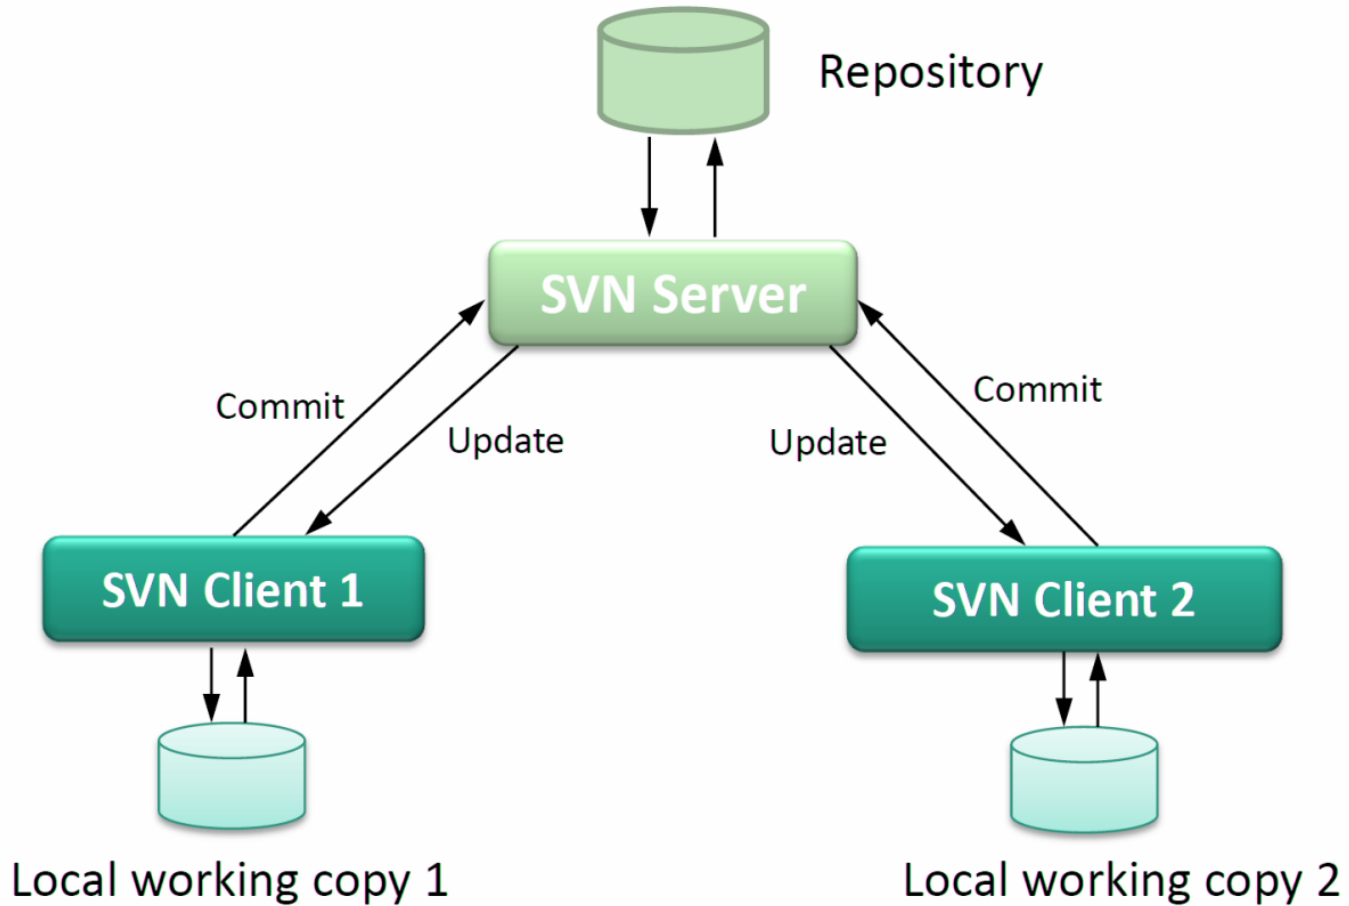 Repository
SVN Server
Commit
Update
Update
Commit
SVN Client 1
SVN Client 2
Local working copy 1
Local working copy 2